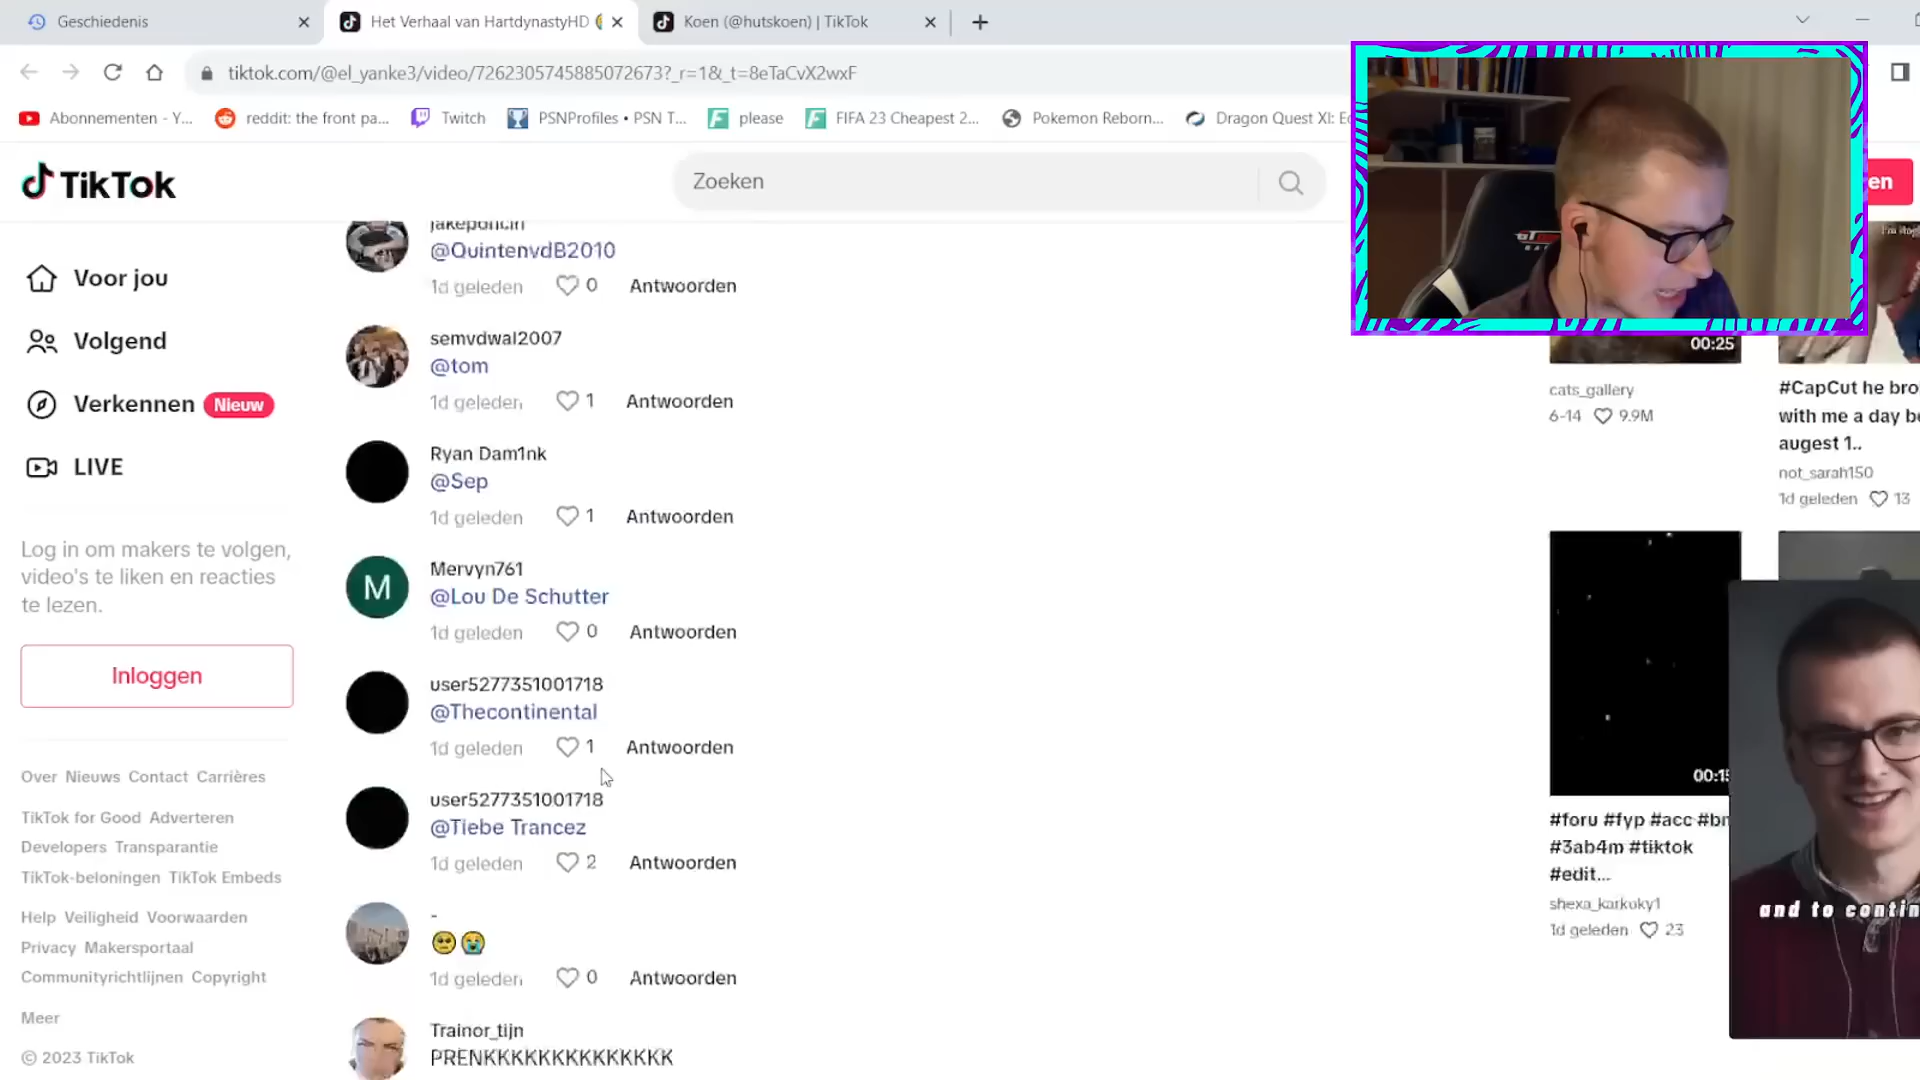 Geschiedenis
Het Verhaal van HartdynastyHD
Koen (@hutskoen) | TikTok
tiktok.com/@el_yanke3/video/7262305745885072673?_r=1&_t=8eTaCvX2wxF
Abonnementen - Y...
reddit: the front pa...
Twitch
PSNProfiles • PSN T...
please
FIFA 23 Cheapest 2...
Pokemon Reborn...
Dragon Quest XI: Ec
TikTok
Zoeken
en
Voor jou
Volgend
Verkennen Nieuw
LIVE
Log in om makers te volgen,
video's te liken en reacties
te lezen.
Inloggen
Over Nieuws Contact Carrières
TikTok for Good Adverteren
Developers Transparantie
TikTok-beloningen TikTok Embeds
Help Veiligheid Voorwaarden
Privacy Makersportaal
Communityrichtlijnen Copyright
Meer
© 2023 TikTok
jakeponcin
@QuintenvdB2010
1d geleden 0 Antwoorden
semvdwal2007
@tom
1d geleden 1 Antwoorden
Ryan Dam1nk
@Sep
1d geleden 1 Antwoorden
M
Mervyn761
@Lou De Schutter
1d geleden 0 Antwoorden
user5277351001718
@Thecontinental
1d geleden 1 Antwoorden
user5277351001718
@Tiebe Trancez
1d geleden 2 Antwoorden
-
🥺😭
1d geleden 0 Antwoorden
Trainor_tijn
PRENKKKKKKKKKKKKKK
00:25
cats_gallery
6-14 9.9M
#CapCut he bro
with me a day be
augest 1..
not_sarah150
1d geleden 13
00:15
#foru #fyp #acc #bn
#3ab4m #tiktok
#edit...
shexa_karkuky1
1d geleden 23
and to contin